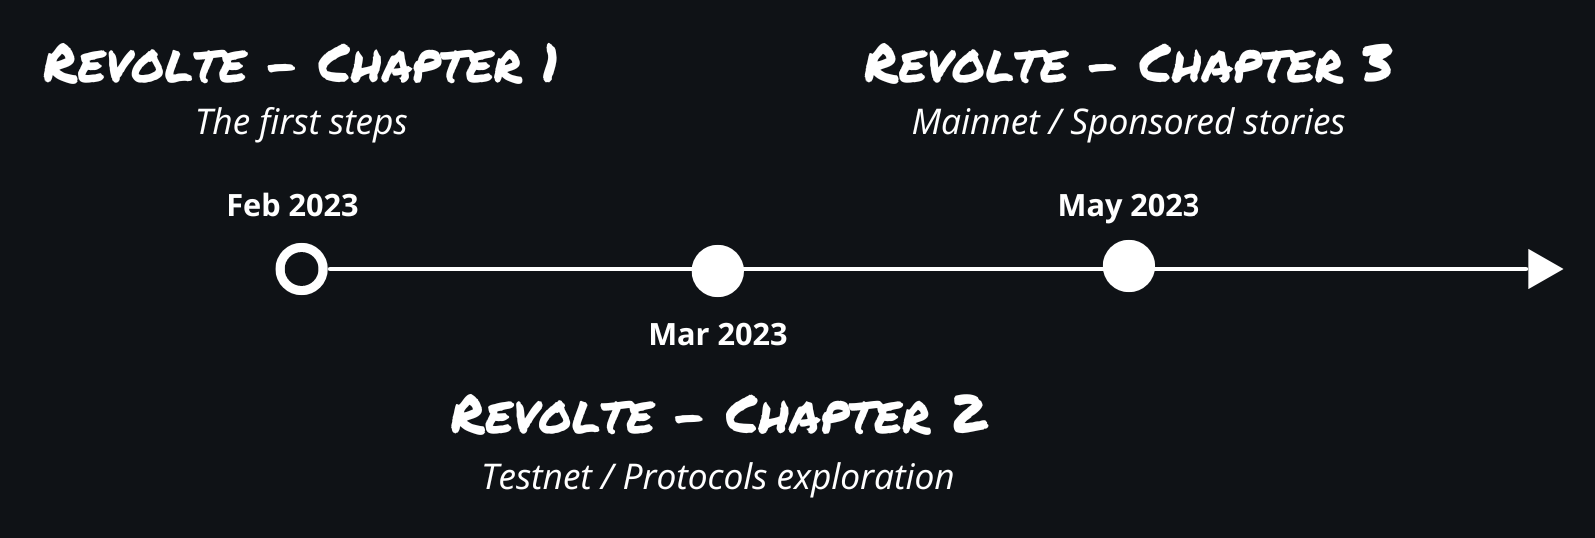 Revolte - Chapter 1
The first steps
Feb 2023
Mar 2023
Revolte - Chapter 2
Testnet / Protocols exploration
Revolte - Chapter 3
Mainnet / Sponsored stories
May 2023